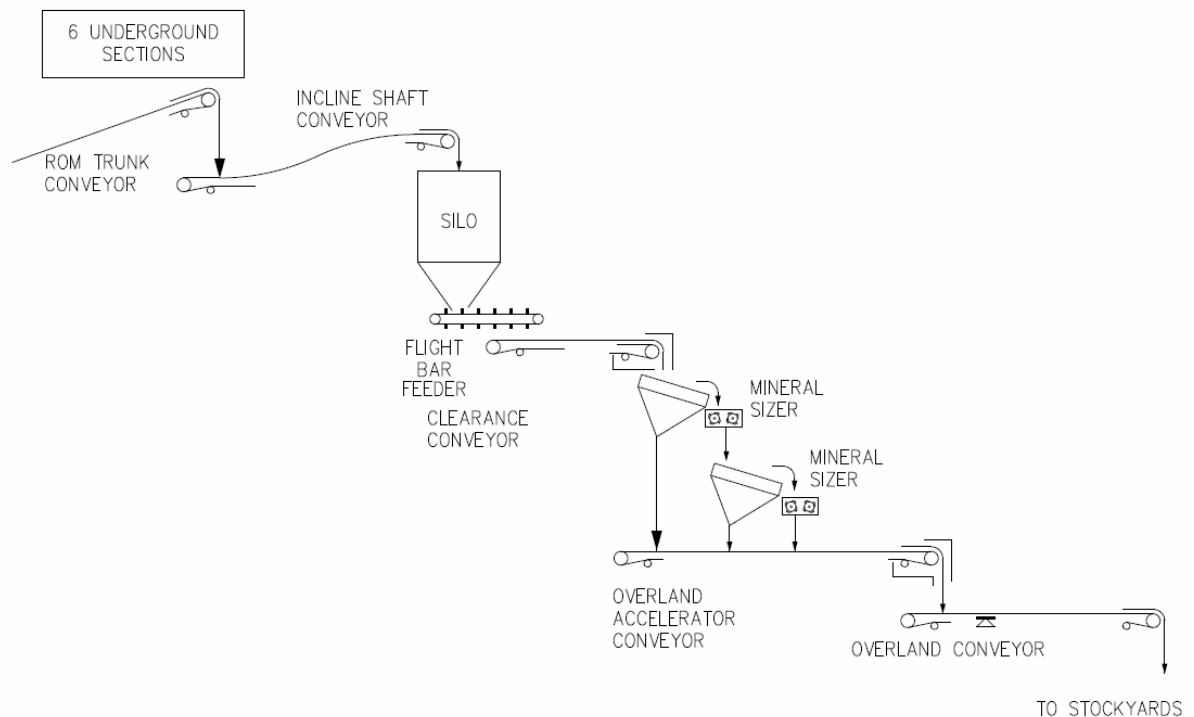 6 UNDERGROUND
SECTIONS
INCLINE SHAFT
CONVEYOR
ROM TRUNK
CONVEYOR
SILO
FLIGHT
BAR
FEEDER
CLEARANCE
CONVEYOR
MINERAL
SIZER
MINERAL
SIZER
OVERLAND
ACCELERATOR
CONVEYOR
OVERLAND CONVEYOR
TO STOCKYARDS